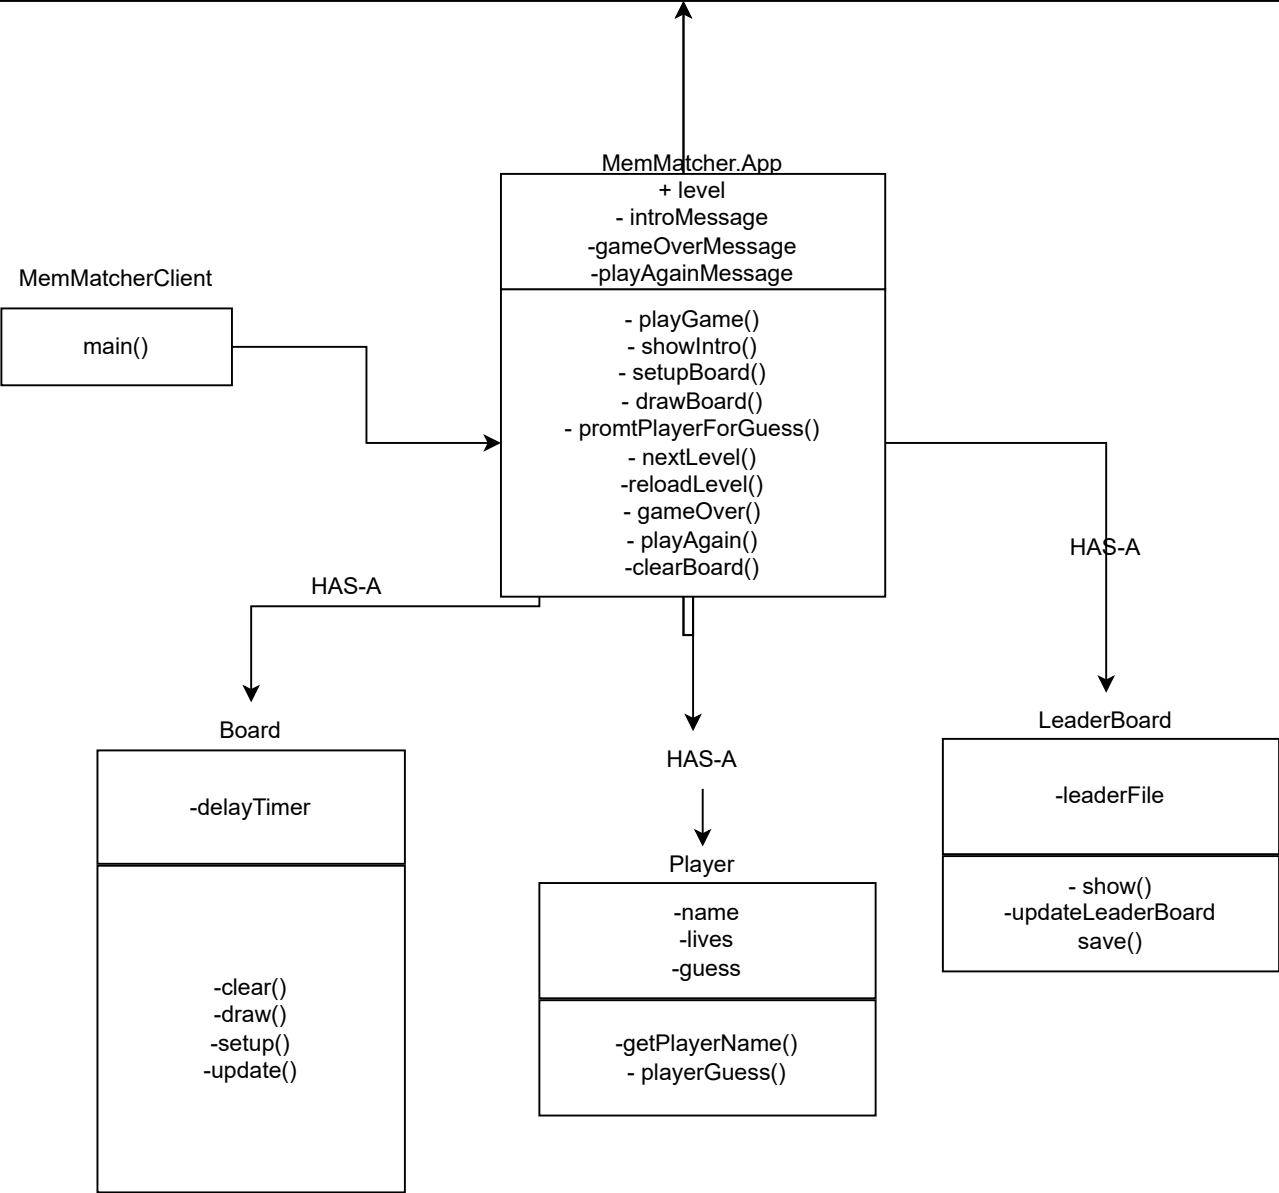 MemMatcher.App
+ level
- introMessage
-gameOverMessage
-playAgainMessage
- playGame()
- showIntro()
- setupBoard()
- drawBoard()
- promtPlayerForGuess()
- nextLevel()
-reloadLevel()
- gameOver()
- playAgain()
-clearBoard()
MemMatcherClient
main()
HAS-A
HAS-A
HAS-A
Board
-delayTimer
-clear()
-draw()
-setup()
-update()
Player
-name
-lives
-guess
-getPlayerName()
- playerGuess()
LeaderBoard
-leaderFile
- show()
-updateLeaderBoard
save()